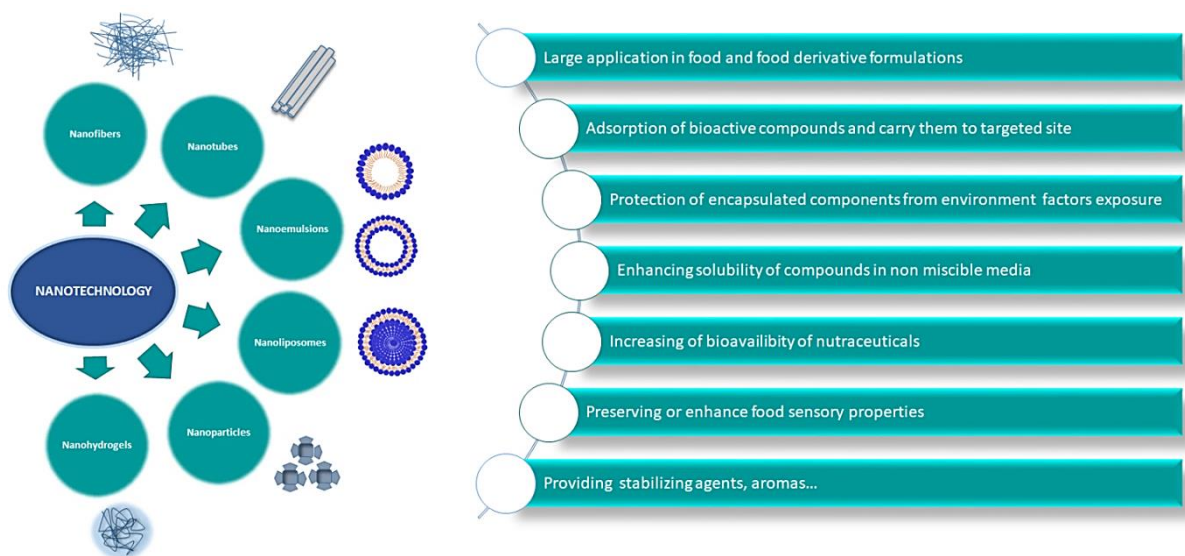 Nanofibers
Nanotubes
Nanoemulsions
NANOTECHNOLOGY
Nanoliposomes
Nanoparticles
Nanohydrogels
Large application in food and food derivative formulations
Adsorption of bioactive compounds and carry them to targeted site
Protection of encapsulated components from environment factors exposure
Enhancing solubility of compounds in non miscible media
Increasing of bioavailibity of nutraceuticals
Preserving or enhance food sensory properties
Providing stabilizing agents, aromas...